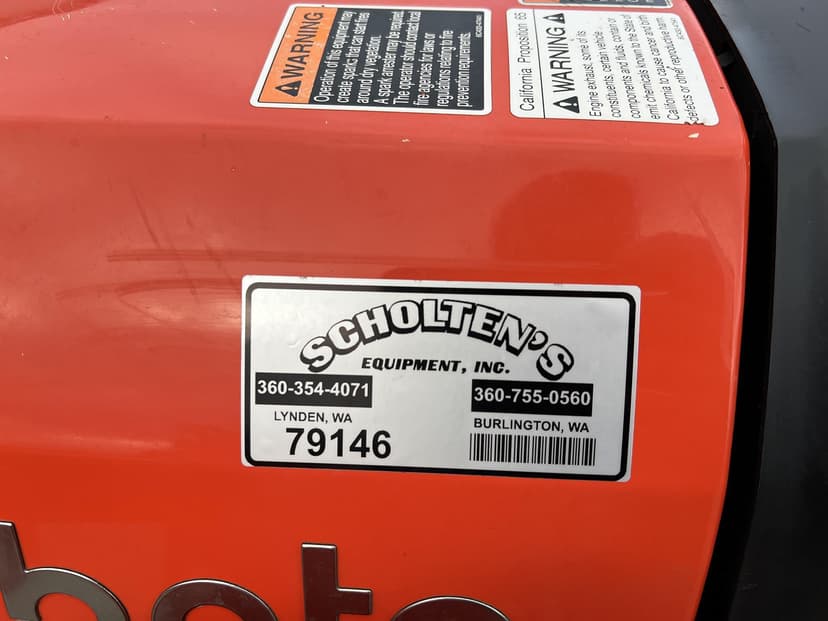 WARNING
Operation of this equipment may
create sparks that can start fires
around dry vegetation.
A spark arrester may be required.
The operator should contact local
fire agencies for laws or
regulations relating to fire
prevention requirements.
California Proposition 65
WARNING
Engine exhaust, some of its
constituents, certain vehicle
components and fluids, contain or
emit chemicals known to the State of
California to cause cancer and birth
defects or other reproductive harm.
SCHOLTEN'S
EQUIPMENT, INC.
360-354-4071
LYNDEN, WA
79146
360-755-0560
BURLINGTON, WA
bota